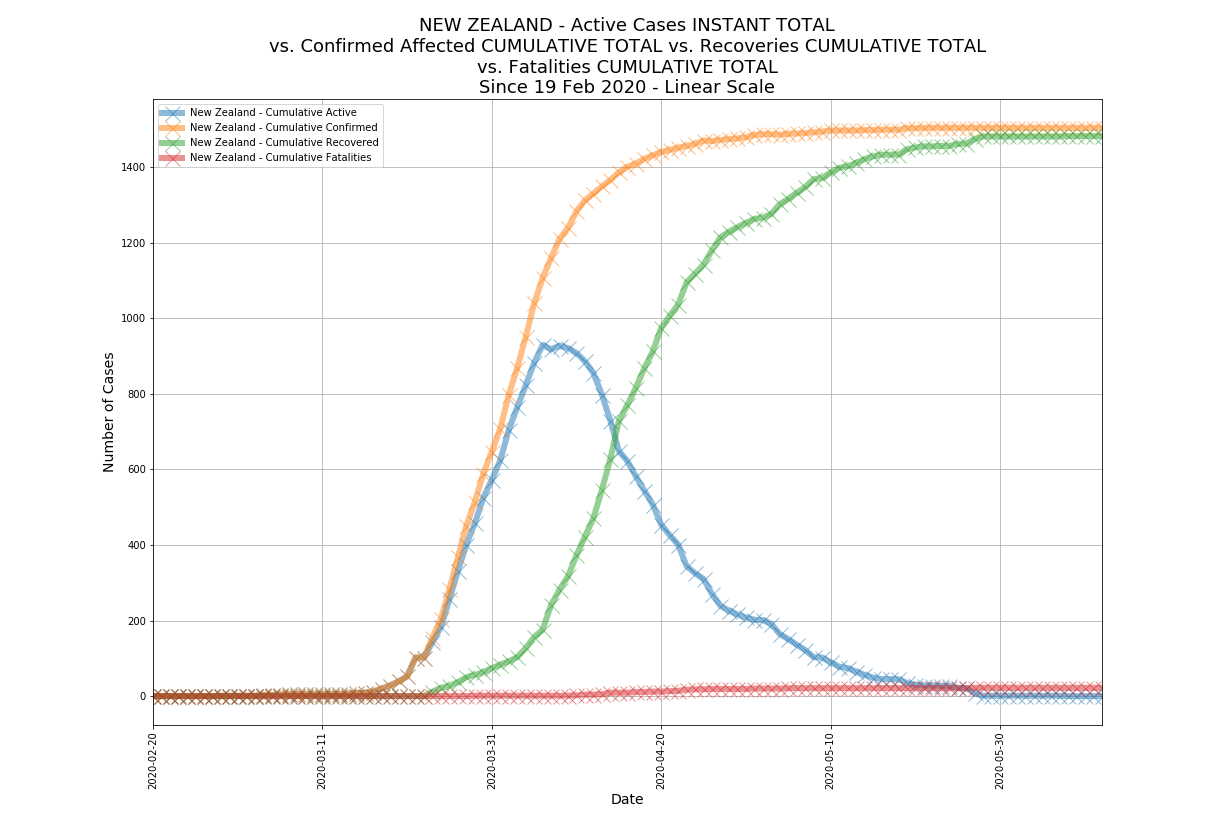 NEW ZEALAND - Active Cases INSTANT TOTAL
vs. Confirmed Affected CUMULATIVE TOTAL vs. Recoveries CUMULATIVE TOTAL
vs. Fatalities CUMULATIVE TOTAL
Since 19 Feb 2020 - Linear Scale
New Zealand - Cumulative Active
New Zealand - Cumulative Confirmed
New Zealand - Cumulative Recovered
New Zealand - Cumulative Fatalities
Number of Cases
1400
1200
1000
800
600
400
200
0
2020-02-20
2020-03-11
2020-03-31
2020-04-20
2020-05-10
2020-05-30
Date